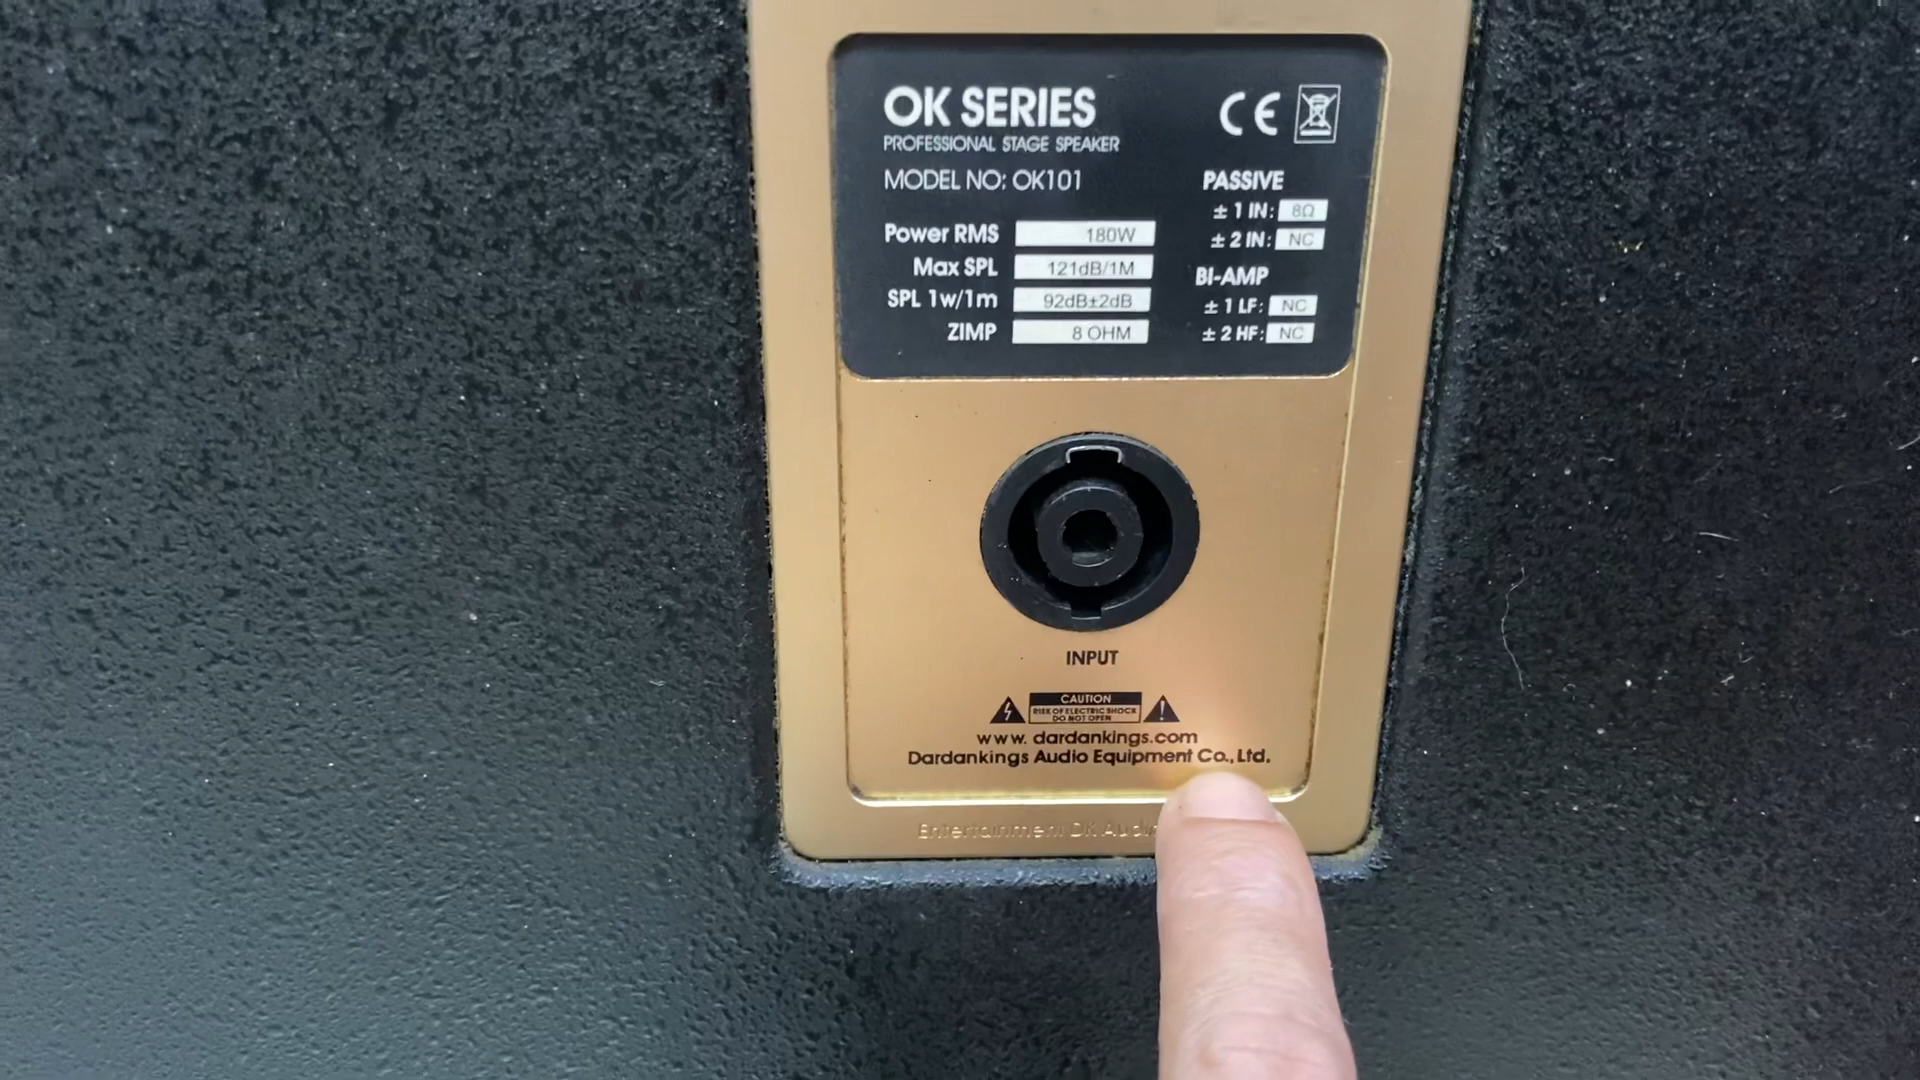 OK SERIES
PROFESSIONAL STAGE SPEAKER
MODEL NO: OK101
Power RMS 180W
Max SPL 121dB/1M
SPL 1w/1m 92dB±2dB
ZIMP 8 OHM
CE
PASSIVE
± 1 IN: 8Ω
± 2 IN: NC
BI-AMP
± 1 LF: NC
± 2 HF: NC
INPUT
CAUTION
RISK OF ELECTRIC SHOCK
DO NOT OPEN
www. dardankings.com
Dardankings Audio Equipment Co., Ltd.
Entertainment DK Audio